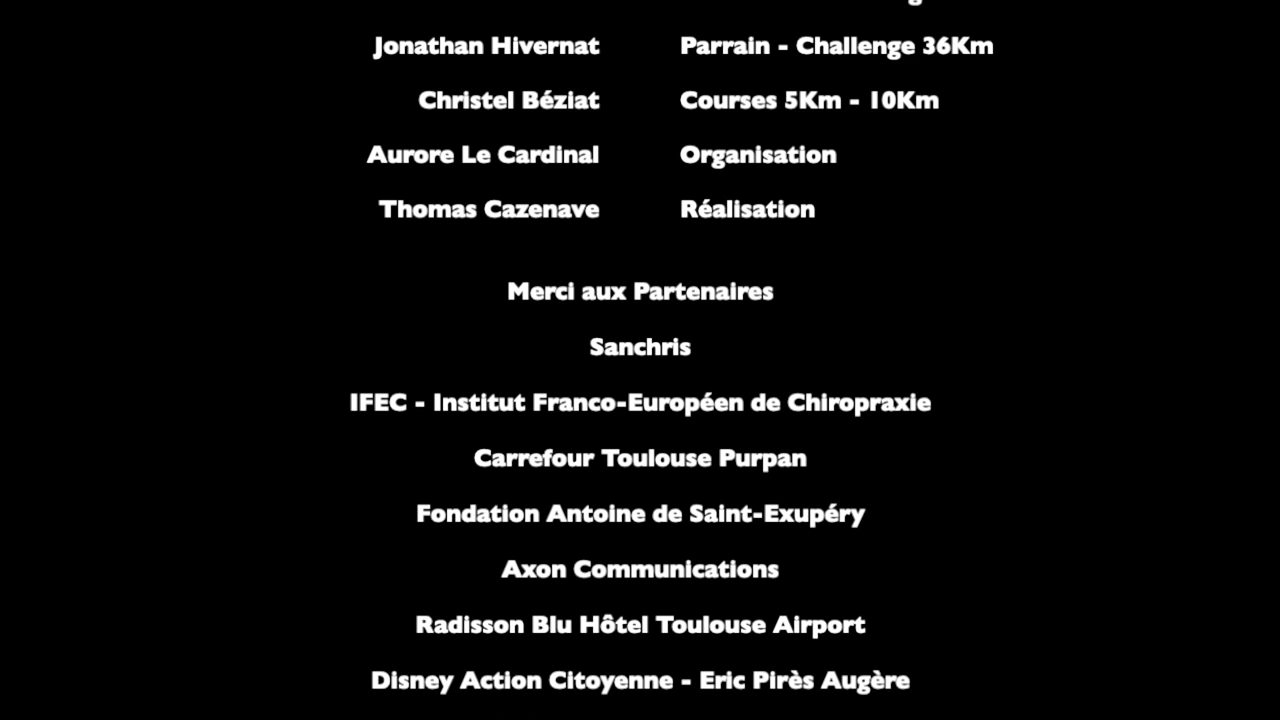 Jonathan Hivernat Parrain - Challenge 36Km
Christel Béziat Courses 5Km - 10Km
Aurore Le Cardinal Organisation
Thomas Cazenave Réalisation
Merci aux Partenaires
Sanchris
IFEC - Institut Franco-Européen de Chiropraxie
Carrefour Toulouse Purpan
Fondation Antoine de Saint-Exupéry
Axon Communications
Radisson Blu Hôtel Toulouse Airport
Disney Action Citoyenne - Eric Pirès Augère